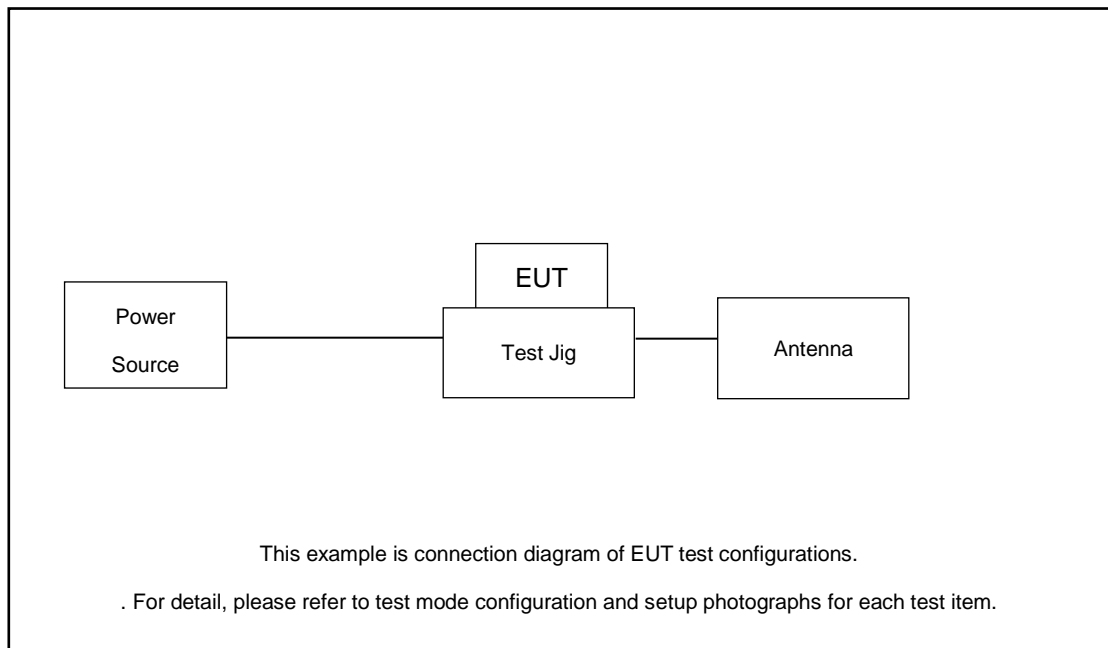 EUT
Power
Source
Test Jig
Antenna
This example is connection diagram of EUT test configurations.
. For detail, please refer to test mode configuration and setup photographs for each test item.